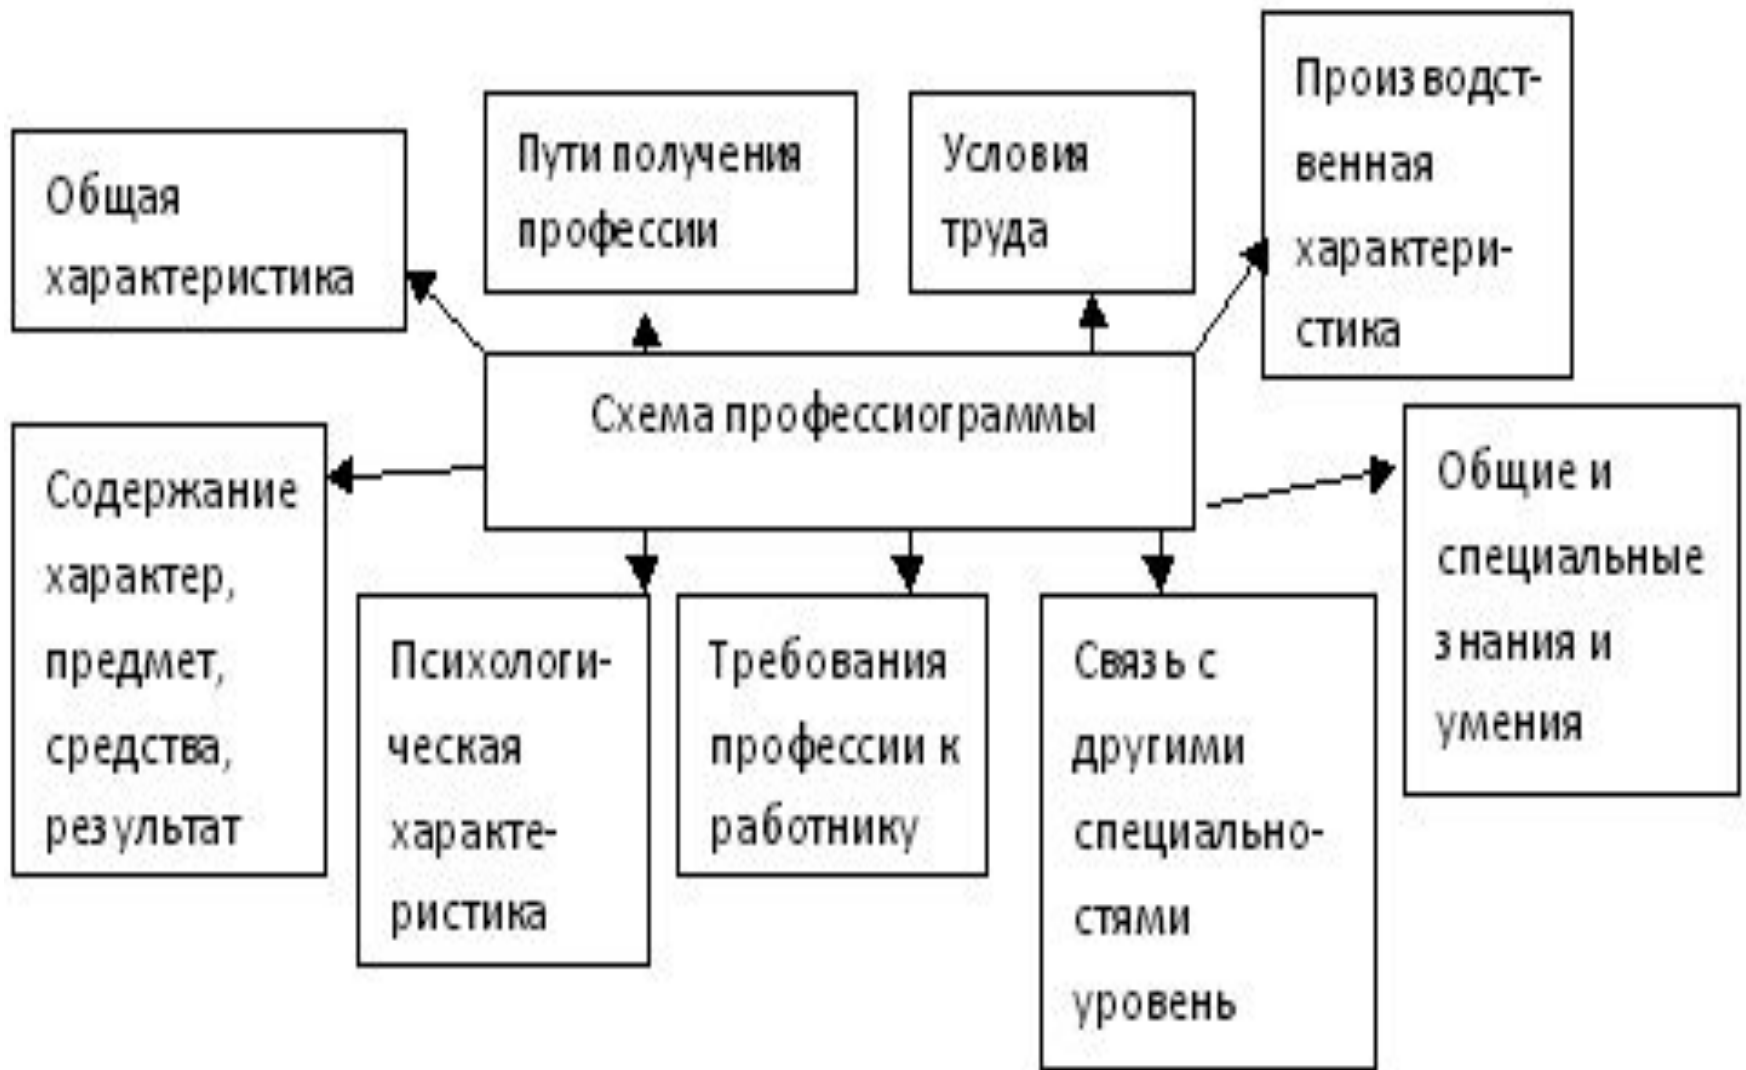 Общая
характеристика
Пути получения
профессии
Условия
труда
Производст-
венная
характери-
стика
Схема профессиограммы
Содержание
характер,
предмет,
средства,
результат
Психологи-
ческая
характе-
ристика
Требования
профессии к
работнику
Связь с
другими
специально-
стями
уровень
Общие и
специальные
знания и
умения